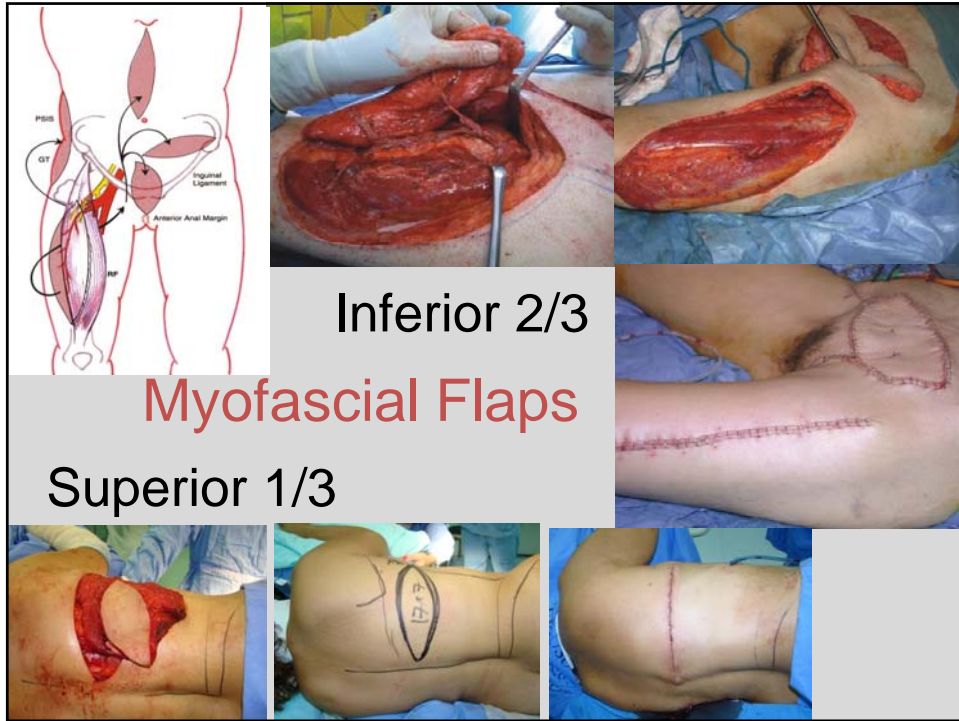 PSIS
GT
Inguinal
Ligament
Anterior Anal Margin
RF
Inferior 2/3
Myofascial Flaps
Superior 1/3